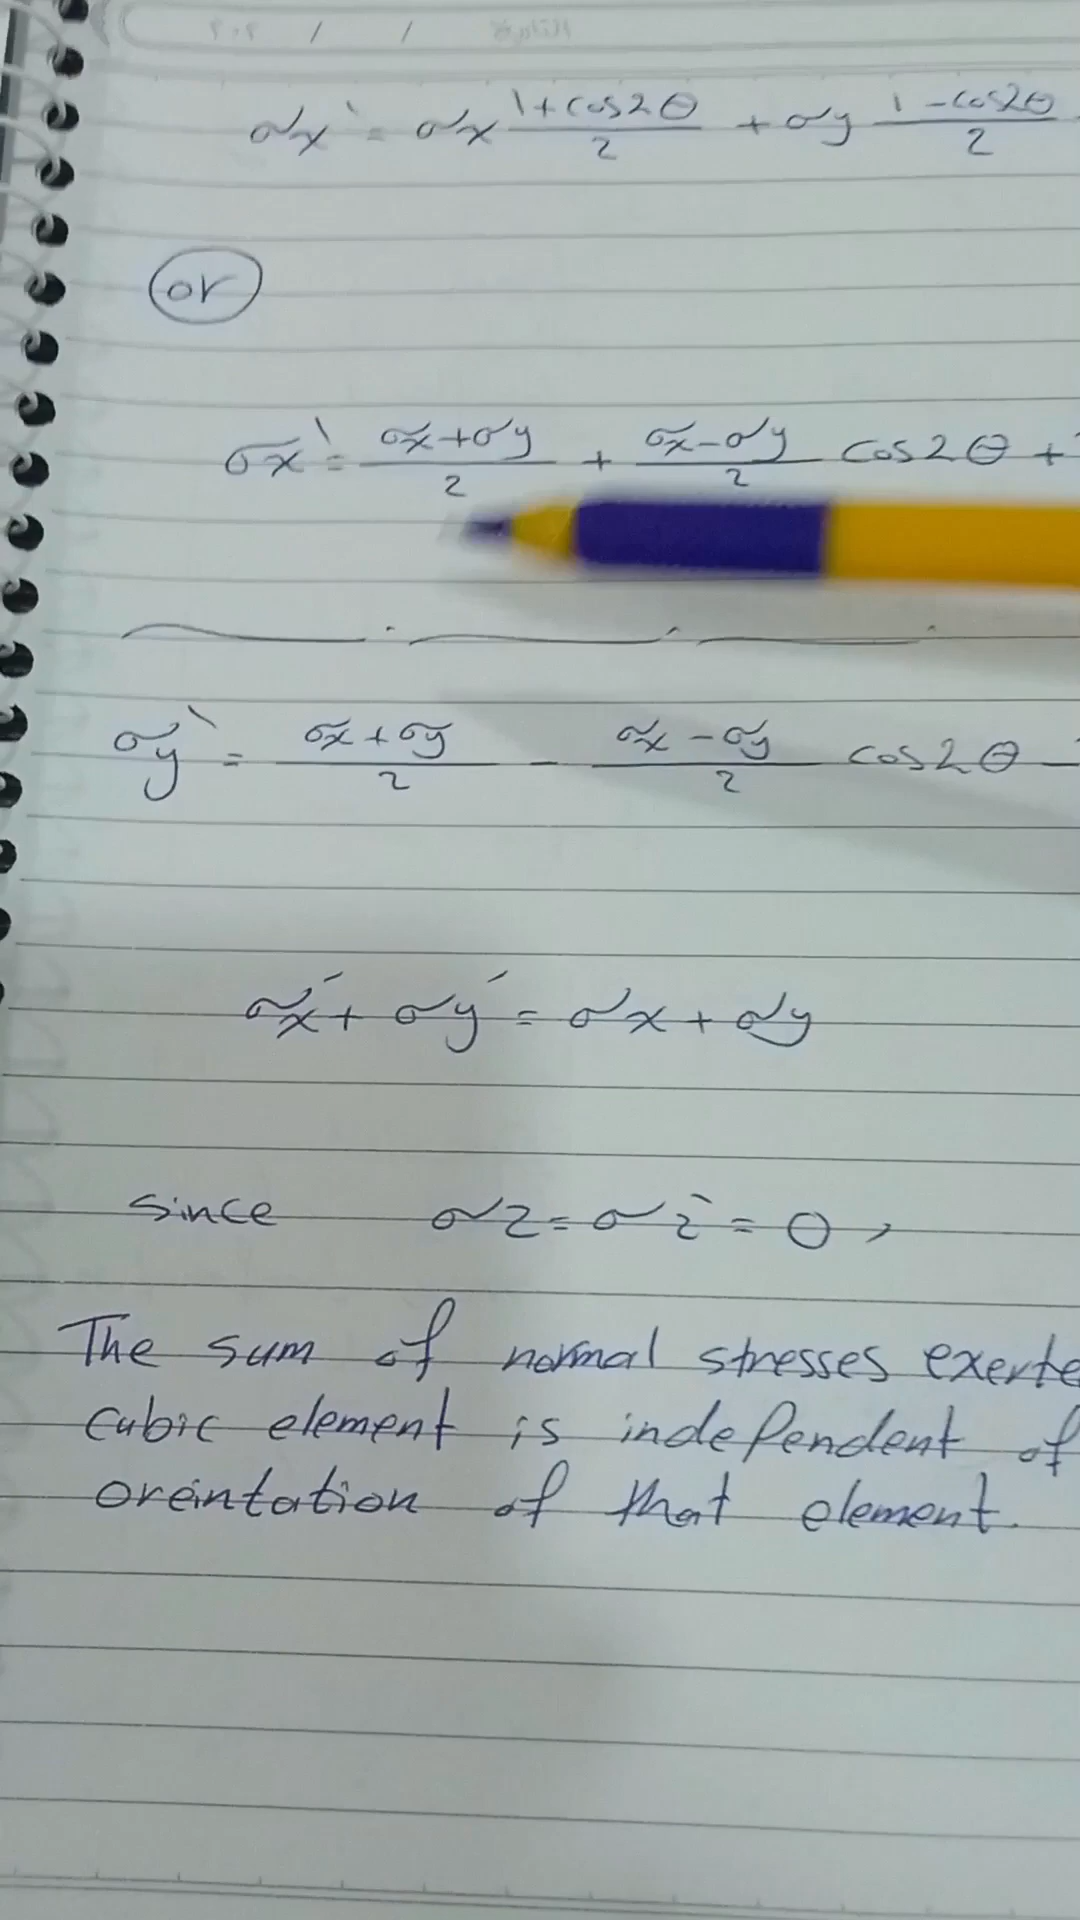 σx` = σx (1+cos2θ)/2 + σy (1-cos2θ)/2
or
σx` = (σx+σy)/2 + (σx-σy)/2 cos2θ +
σy` = (σx+σy)/2 - (σx-σy)/2 cos2θ -
σx' + σy' = σx + σy
since σz = σz` = 0,
The sum of normal stresses exerte
cubic element is independent of
oreintation of that element.